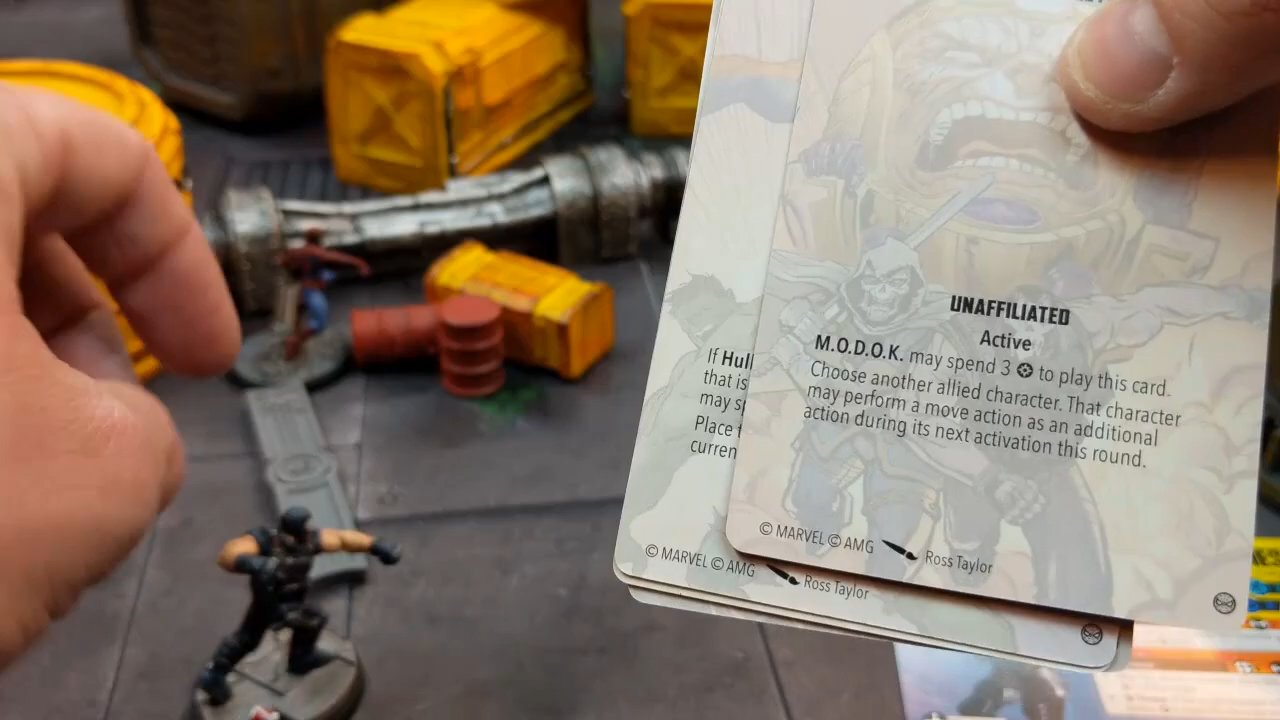 UNAFFILIATED
Active
M.O.D.O.K. may spend 3 to play this card.
Choose another allied character. That character
may perform a move action as an additional
action during its next activation this round.
© MARVEL © AMG Ross Taylor
If Hull
that is
may
Place
curren
© MARVEL © AMG Ross Taylor